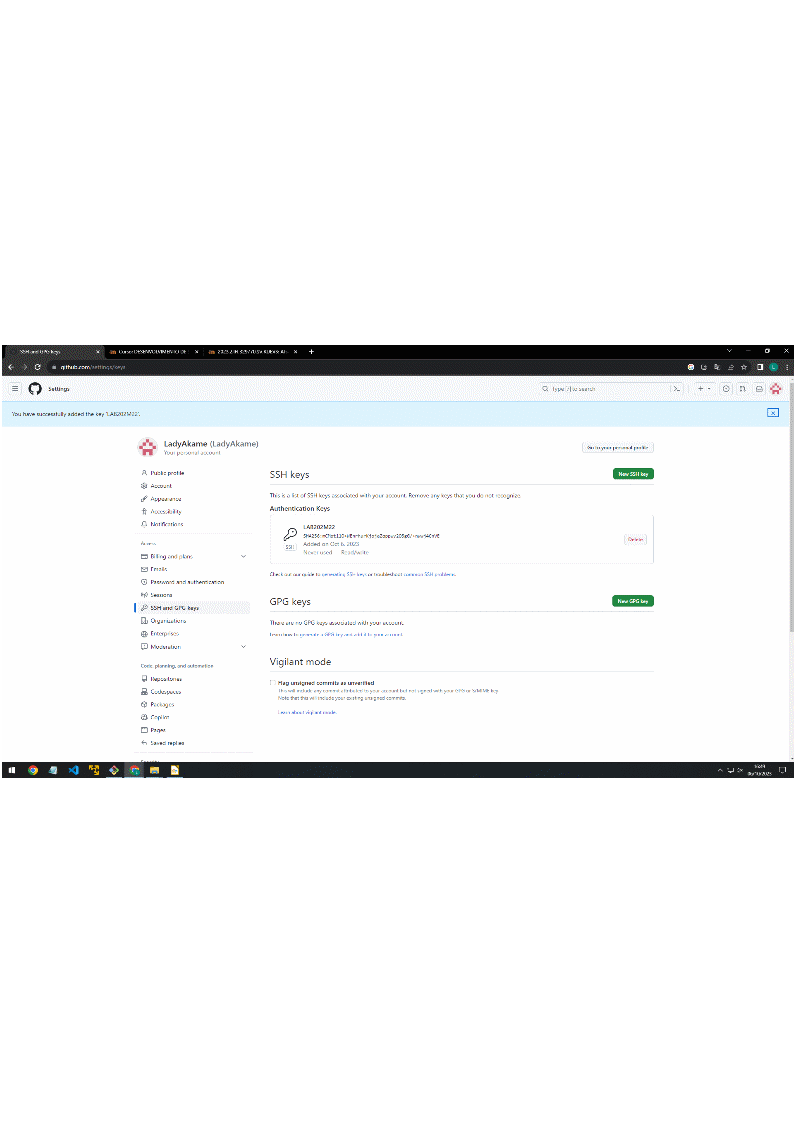 SSH and GPG keys
Curso: DESENVOLVIMENTO DE
github.com/settings/keys
Settings
Type / to search
You have successfully added the key 'LAB202M22'.
LadyAkame (LadyAkame)
Your personal account
Go to your personal profile
Public profile
Account
Appearance
Accessibility
Notifications
Access
Billing and plans
Emails
Password and authentication
Sessions
SSH and GPG keys
Organizations
Enterprises
Moderation
Code, planning, and automation
Repositories
Codespaces
Packages
Copilot
Pages
Saved replies
SSH keys
New SSH key
This is a list of SSH keys associated with your account. Remove any keys that you do not recognize.
Authentication Keys
LAB202M22
SSH
Added on Oct 6, 2023
Never used — Read/write
Delete
Check out our guide to generating SSH keys or troubleshoot common SSH problems.
GPG keys
New GPG key
There are no GPG keys associated with your account.
Learn how to generate a GPG key and add it to your account.
Vigilant mode
Flag unsigned commits as unverified
This will include any commit attributed to your account but not signed with your GPG or S/MIME key.
Note that this will include your existing unsigned commits.
Learn about vigilant mode.
16:49
06/10/2023